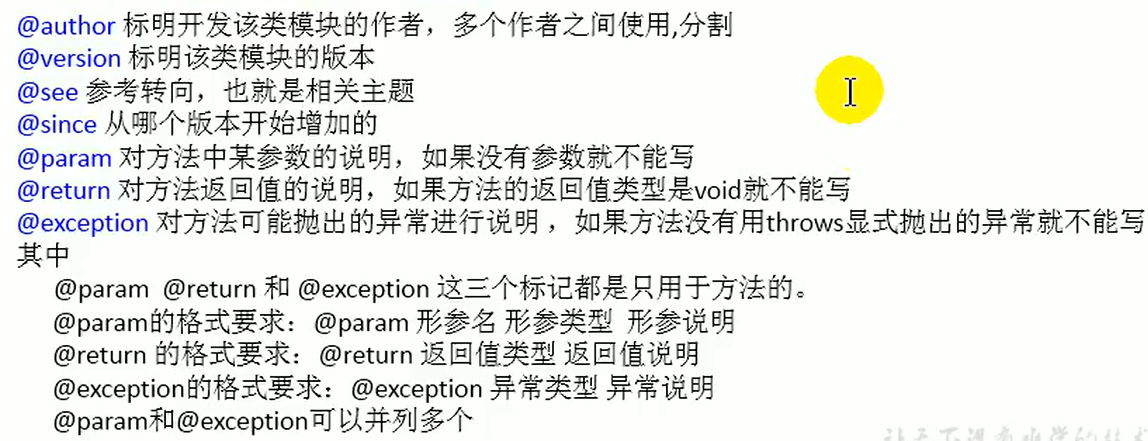 @author 标明开发该类模块的作者，多个作者之间使用,分割
@version 标明该类模块的版本
@see 参考转向，也就是相关主题
@since 从哪个版本开始增加的
@param 对方法中某参数的说明，如果没有参数就不能写
@return 对方法返回值的说明，如果方法的返回值类型是void就不能写
@exception 对方法可能抛出的异常进行说明 ，如果方法没有用throws显式抛出的异常就不能写
其中
@param @return 和 @exception 这三个标记都是只用于方法的。
@param的格式要求：@param 形参名 形参类型 形参说明
@return 的格式要求：@return 返回值类型 返回值说明
@exception的格式要求：@exception 异常类型 异常说明
@param和@exception可以并列多个